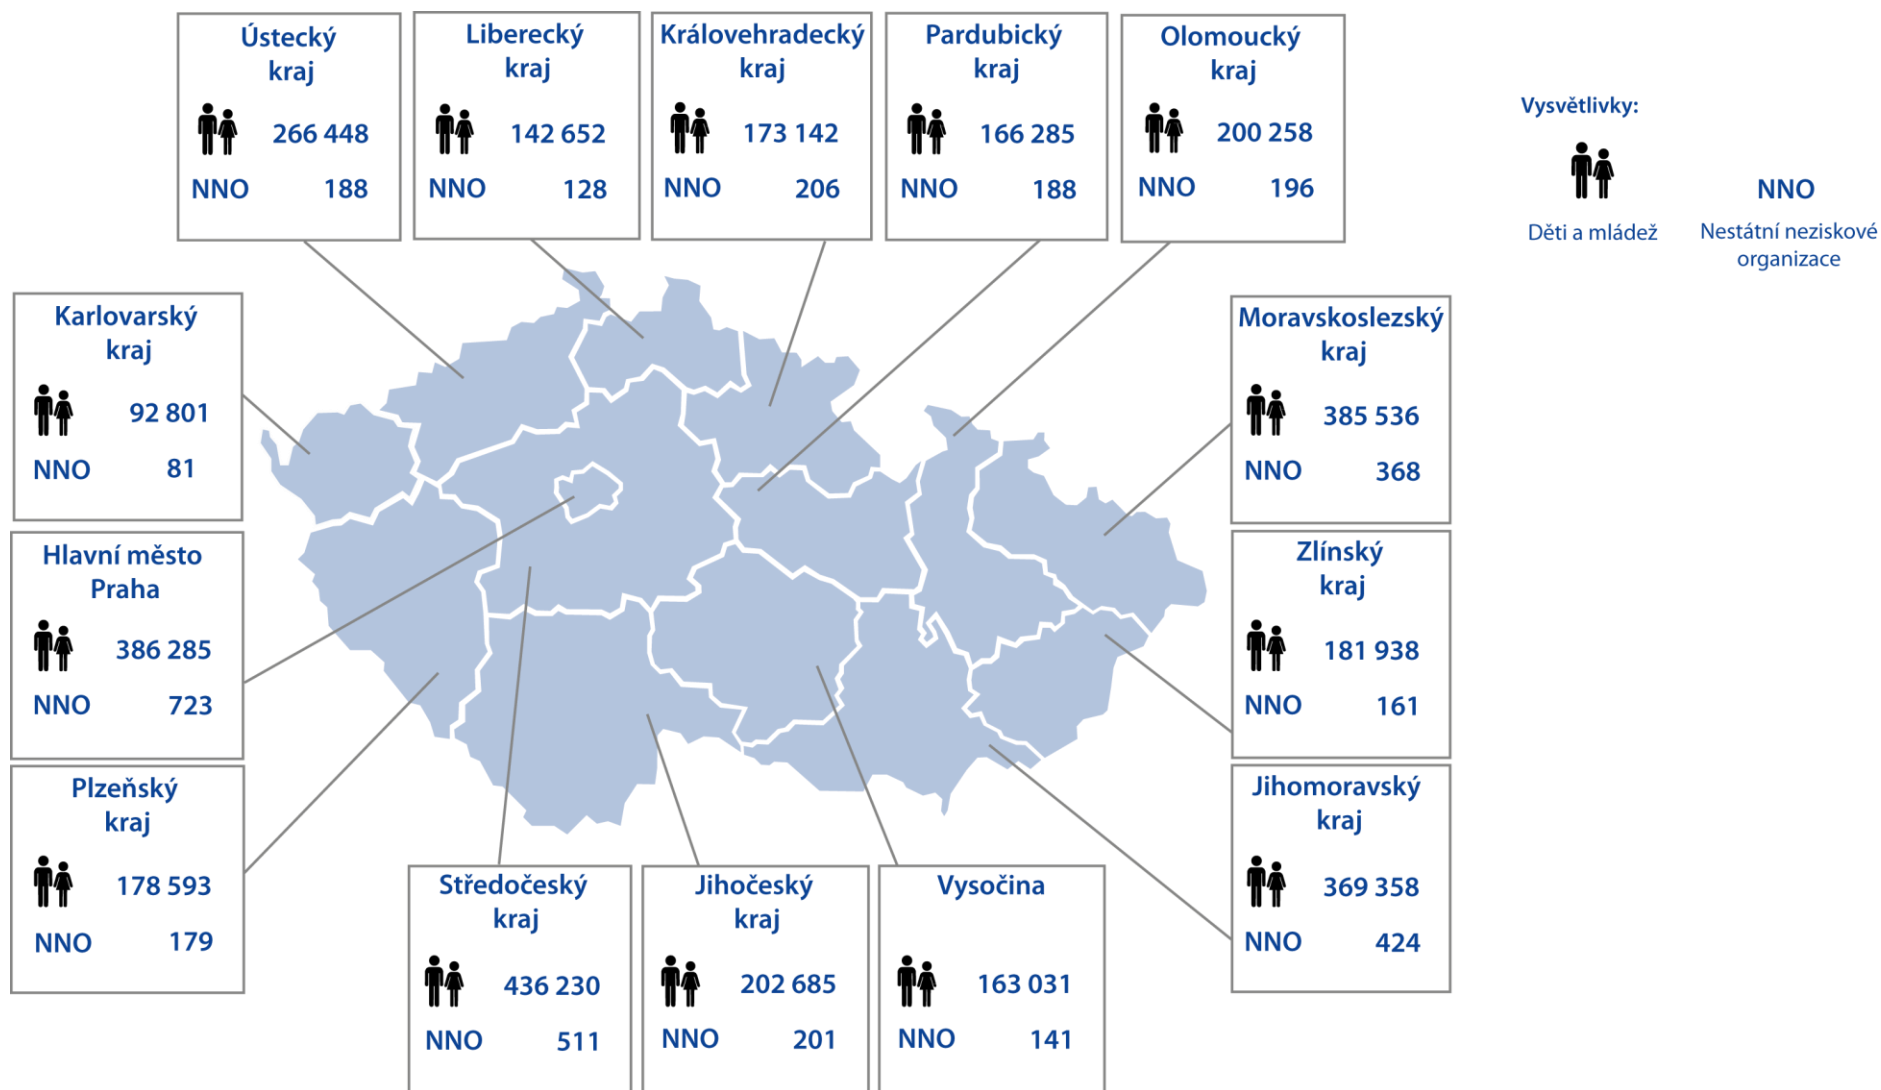 Ústecký
kraj
266 448
NNO 188
Liberecký
kraj
142 652
NNO 128
Královehradecký
kraj
173 142
NNO 206
Pardubický
kraj
166 285
NNO 188
Olomoucký
kraj
200 258
NNO 196
Vysvětlivky:
Děti a mládež
NNO
Nestátní neziskové
organizace
Karlovarský
kraj
92 801
NNO 81
Moravskoslezský
kraj
385 536
NNO 368
Hlavní město
Praha
386 285
NNO 723
Zlínský
kraj
181 938
NNO 161
Plzeňský
kraj
178 593
NNO 179
Jihomoravský
kraj
369 358
NNO 424
Středočeský
kraj
436 230
NNO 511
Jihočeský
kraj
202 685
NNO 201
Vysočina
163 031
NNO 141